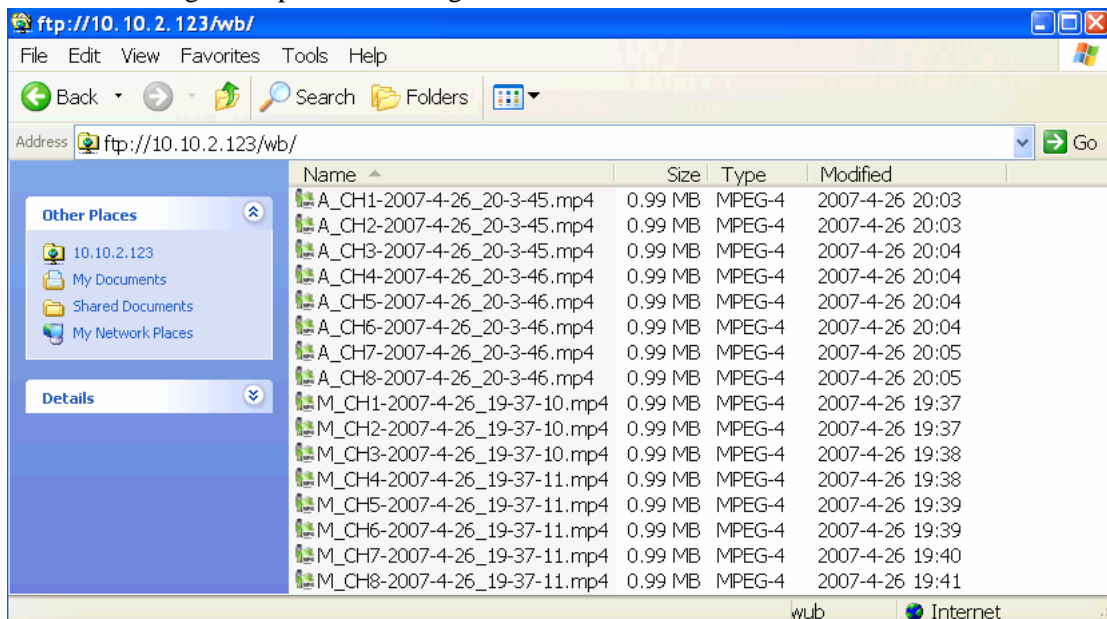 ftp://10.10.2.123/wb/
File Edit View Favorites Tools Help
Back Search Folders
Address ftp://10.10.2.123/wb/ Go
Name Size Type Modified
Other Places
10.10.2.123
My Documents
Shared Documents
My Network Places
Details
A_CH1-2007-4-26_20-3-45.mp4 0.99 MB MPEG-4 2007-4-26 20:03
A_CH2-2007-4-26_20-3-45.mp4 0.99 MB MPEG-4 2007-4-26 20:03
A_CH3-2007-4-26_20-3-45.mp4 0.99 MB MPEG-4 2007-4-26 20:04
A_CH4-2007-4-26_20-3-46.mp4 0.99 MB MPEG-4 2007-4-26 20:04
A_CH5-2007-4-26_20-3-46.mp4 0.99 MB MPEG-4 2007-4-26 20:04
A_CH6-2007-4-26_20-3-46.mp4 0.99 MB MPEG-4 2007-4-26 20:04
A_CH7-2007-4-26_20-3-46.mp4 0.99 MB MPEG-4 2007-4-26 20:05
A_CH8-2007-4-26_20-3-46.mp4 0.99 MB MPEG-4 2007-4-26 20:05
M_CH1-2007-4-26_19-37-10.mp4 0.99 MB MPEG-4 2007-4-26 19:37
M_CH2-2007-4-26_19-37-10.mp4 0.99 MB MPEG-4 2007-4-26 19:37
M_CH3-2007-4-26_19-37-10.mp4 0.99 MB MPEG-4 2007-4-26 19:38
M_CH4-2007-4-26_19-37-11.mp4 0.99 MB MPEG-4 2007-4-26 19:38
M_CH5-2007-4-26_19-37-11.mp4 0.99 MB MPEG-4 2007-4-26 19:39
M_CH6-2007-4-26_19-37-11.mp4 0.99 MB MPEG-4 2007-4-26 19:39
M_CH7-2007-4-26_19-37-11.mp4 0.99 MB MPEG-4 2007-4-26 19:40
M_CH8-2007-4-26_19-37-11.mp4 0.99 MB MPEG-4 2007-4-26 19:41
wub Internet